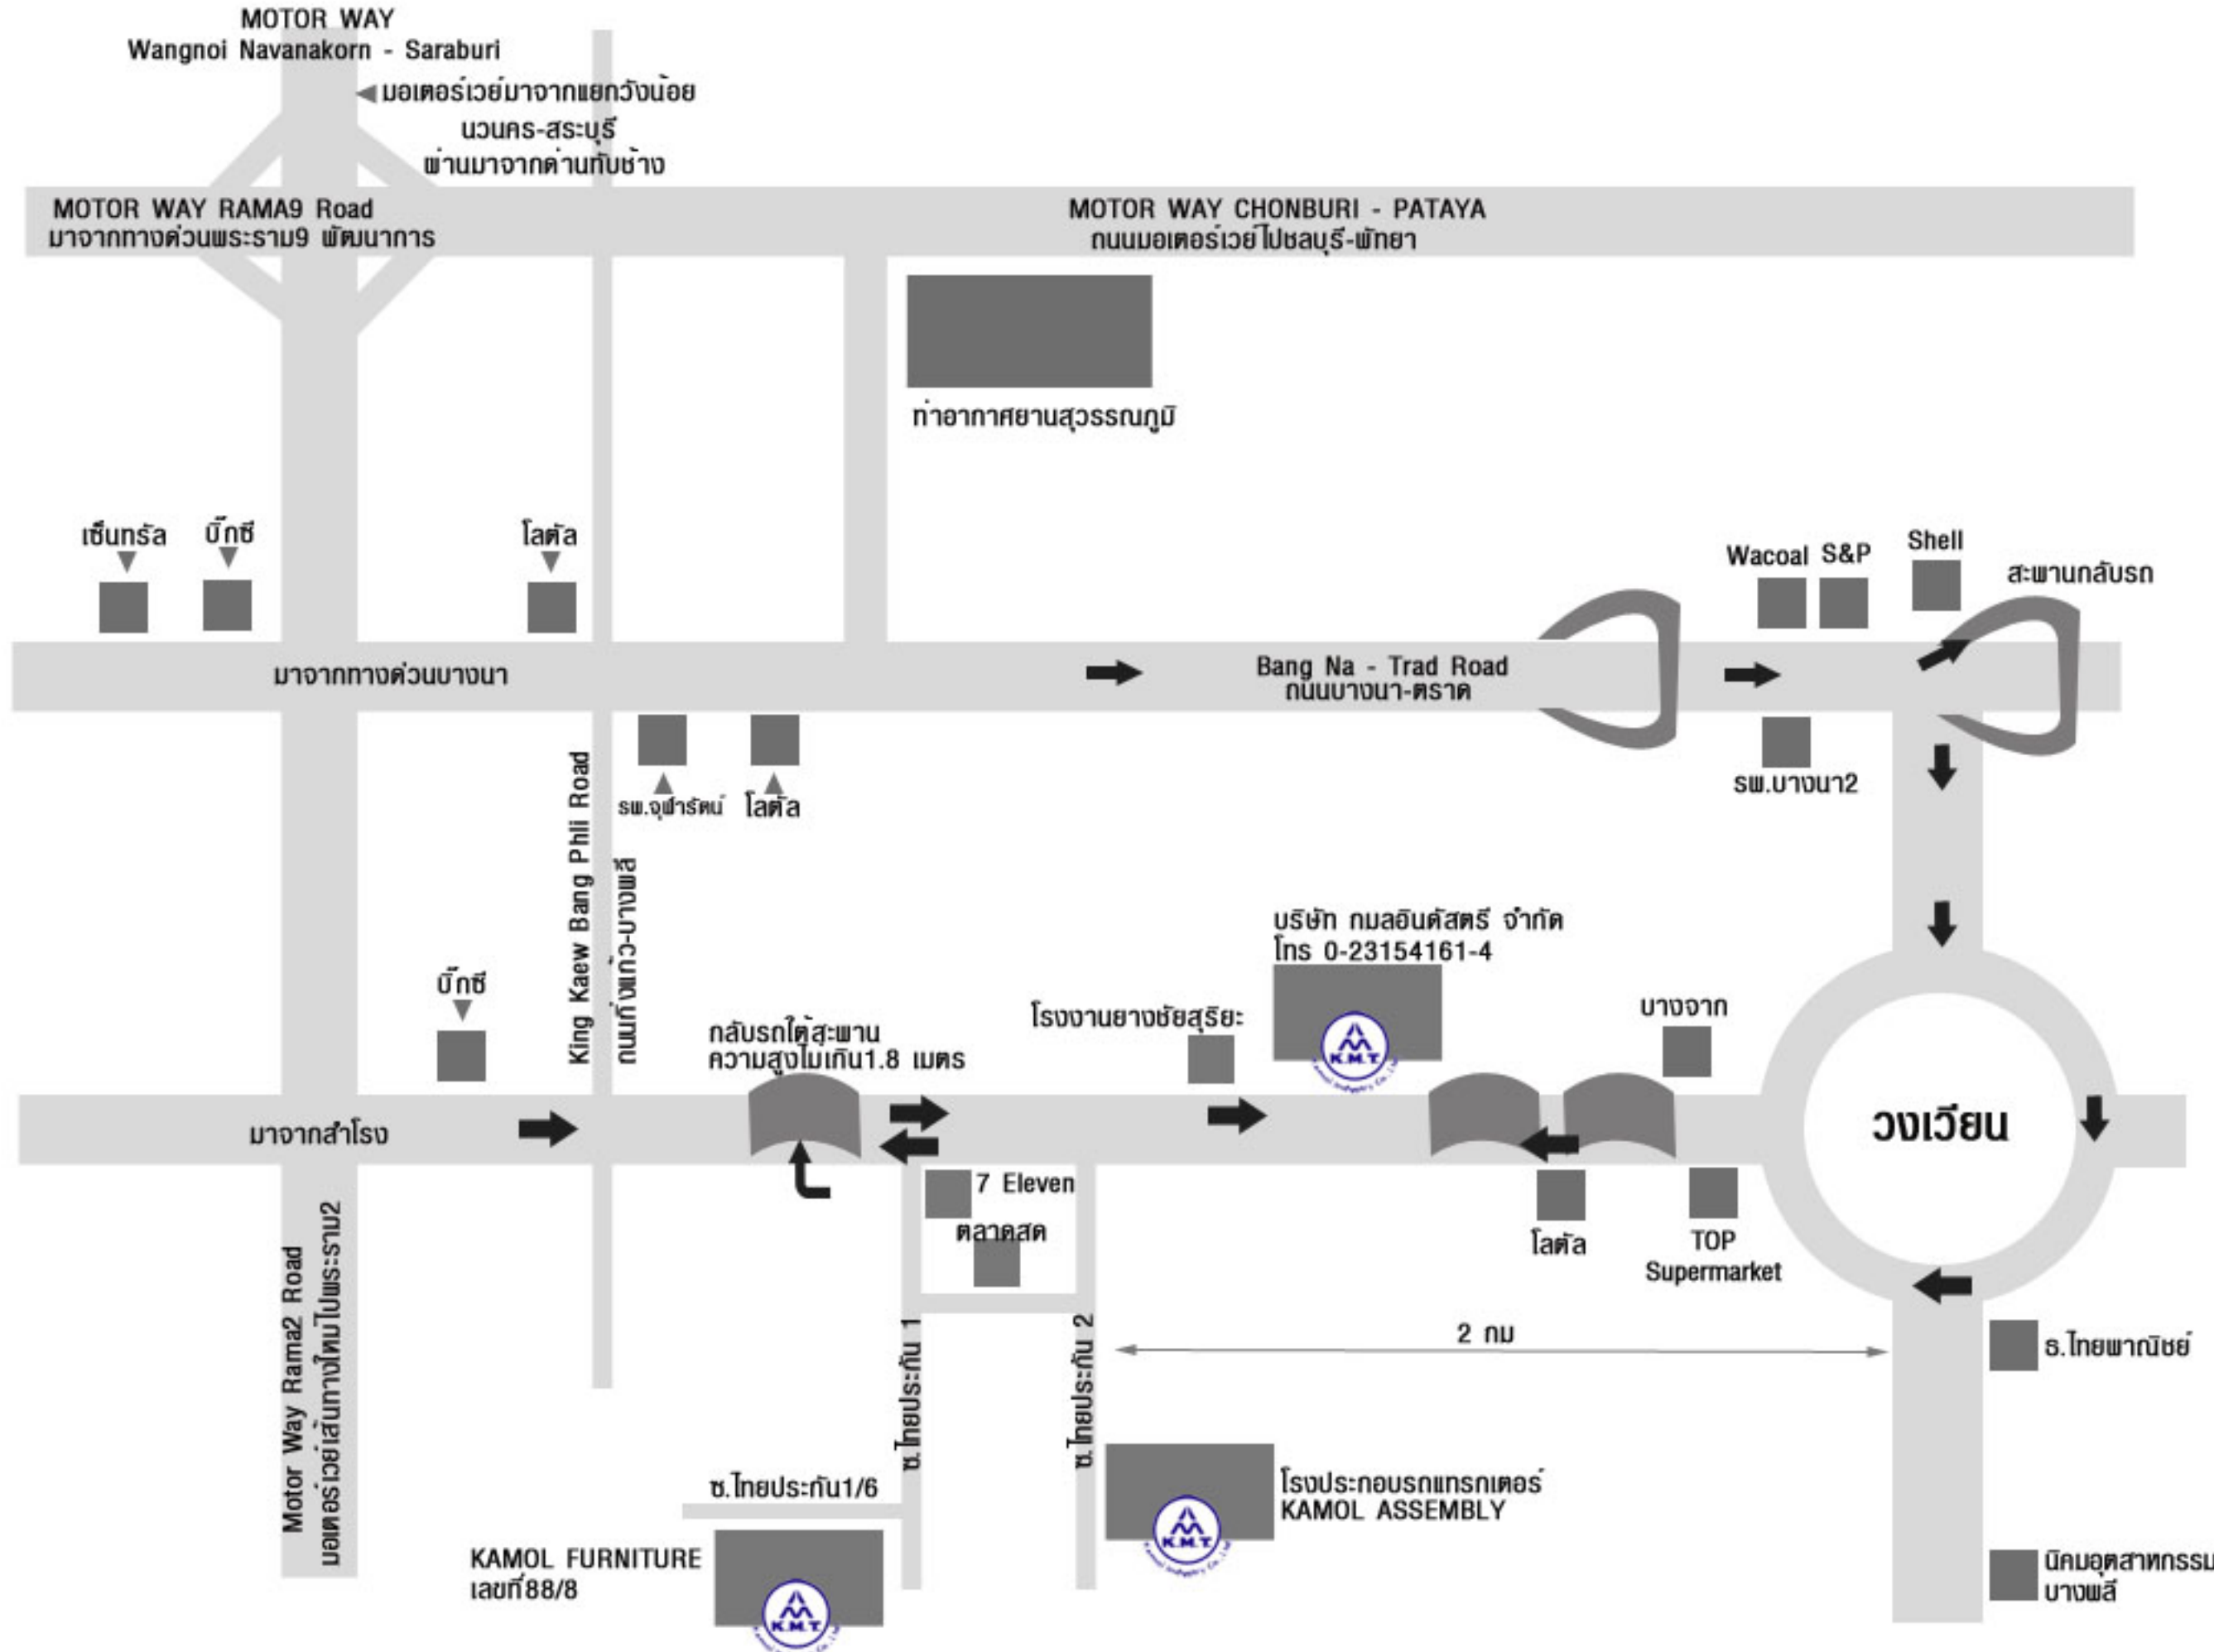 MOTOR WAY
Wangnoi Navanakorn - Saraburi
มอเตอร์เวย์มาจากแยกวังน้อย
นวนคร-สระบุรี
ผ่านมาจากด่านทับช้าง
MOTOR WAY RAMA9 Road
มาจากทางด่วนพระราม9 พัฒนาการ
MOTOR WAY CHONBURI - PATAYA
ถนนมอเตอร์เวย์ไปชลบุรี-พัทยา
ท่าอากาศยานสุวรรณภูมิ
เซ็นทรัล
บิ๊กซี
โลตัล
Wacoal
S&P
Shell
สะพานกลับรถ
มาจากทางด่วนบางนา
Bang Na - Trad Road
ถนนบางนา-ตราด
รพ.จุฬารัตน์
โลตัล
รพ.บางนา2
King Kaew Bang Phli Road
ถนนกิ่งแก้ว-บางพลี
บริษัท กมลอินดัสตรี จำกัด
โทร 0-23154161-4
บิ๊กซี
กลับรถใต้สะพาน
ความสูงไม่เกิน1.8 เมตร
โรงงานยางชัยสุริยะ
K.M.T.
Kamol Industry Co.,Ltd
บางจาก
มาจากสำโรง
วงเวียน
7 Eleven
ตลาดสด
โลตัล
TOP
Supermarket
Motor Way Rama2 Road
มอเตอร์เวย์เส้นทางใหม่ไปพระราม2
ซ.ไทยประกัน 1
ซ.ไทยประกัน 2
2 กม
ธ.ไทยพาณิชย์
ซ.ไทยประกัน1/6
โรงประกอบรถแทรกเตอร์
KAMOL ASSEMBLY
K.M.T.
Kamol Industry Co.,Ltd
KAMOL FURNITURE
เลขที่88/8
K.M.T.
นิคมอุตสาหกรรม
บางพลี